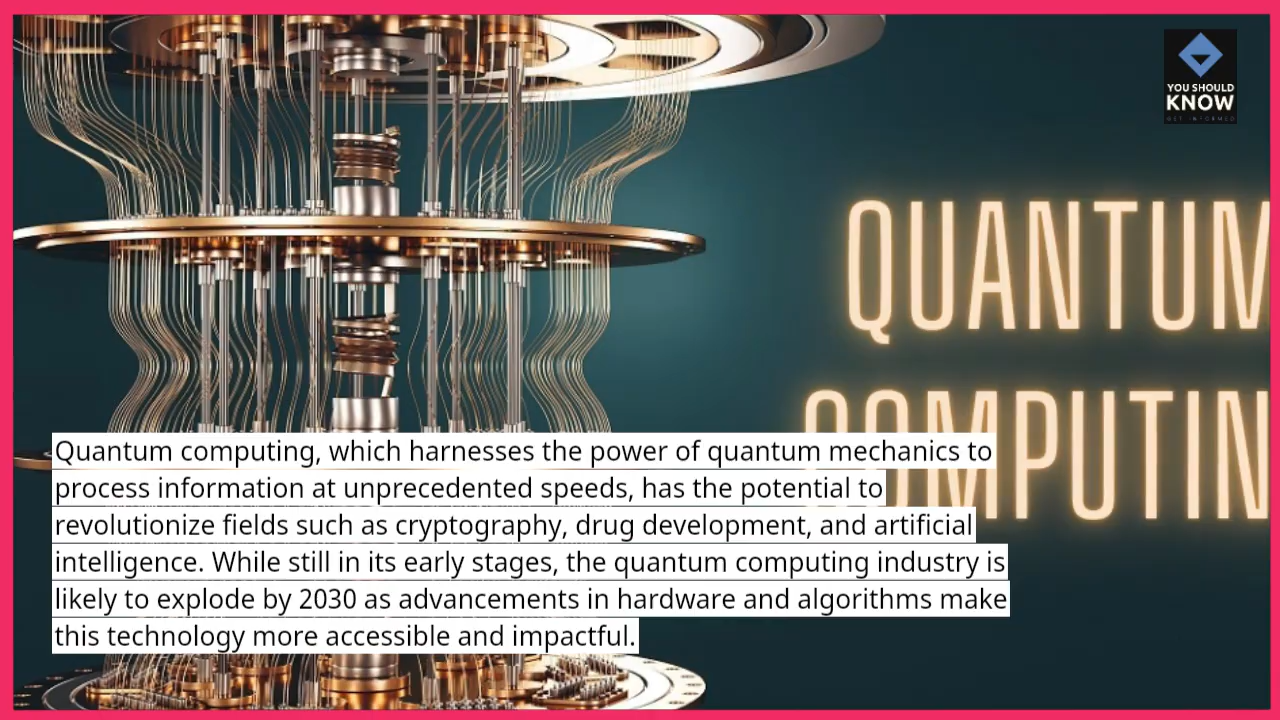 YOU SHOULD
KNOW
GET INFORMED
QUANTUM
COMPUTIN
Quantum computing, which harnesses the power of quantum mechanics to
process information at unprecedented speeds, has the potential to
revolutionize fields such as cryptography, drug development, and artificial
intelligence. While still in its early stages, the quantum computing industry is
likely to explode by 2030 as advancements in hardware and algorithms make
this technology more accessible and impactful.